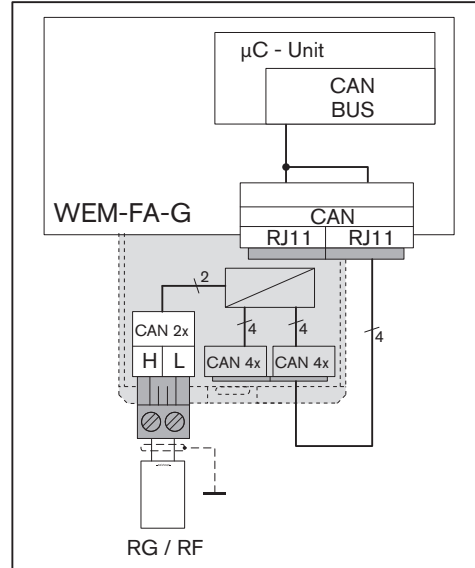 µC - Unit
CAN
BUS
WEM-FA-G
CAN
RJ11 RJ11
2
CAN 2x
4 4 4
H L
CAN 4x CAN 4x
RG / RF